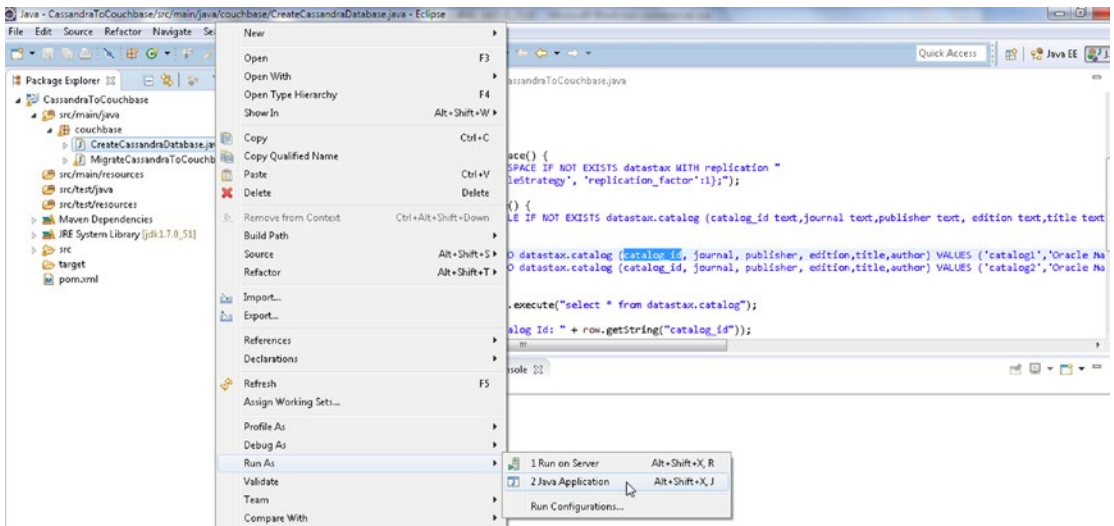 Java - CassandraToCouchbase/src/main/java/couchbase/CreateCassandraDatabase.java - Eclipse
File Edit Source Refactor Navigate Se
Quick Access
Java EE
Package Explorer
CassandraToCouchbase
src/main/java
couchbase
CreateCassandraDatabase.jav
MigrateCassandraToCouchb
src/main/resources
src/test/java
src/test/resources
Maven Dependencies
JRE System Library [jdk1.7.0_51]
src
target
pom.xml
New
Open F3
Open With
Open Type Hierarchy F4
Show In Alt+Shift+W
Copy Ctrl+C
Copy Qualified Name
Paste Ctrl+V
Delete Delete
Remove from Context Ctrl+Alt+Shift+Down
Build Path
Source Alt+Shift+S
Refactor Alt+Shift+T
Import...
Export...
References
Declarations
Refresh F5
Assign Working Sets...
Profile As
Debug As
Run As
Validate
Team
Compare With
1 Run on Server Alt+Shift+X, R
2 Java Application Alt+Shift+X, J
Run Configurations...
assandraToCouchbase.java
ace() {
SPACE IF NOT EXISTS datastax WITH replication "
leStrategy', 'replication_factor':1};");
() {
LE IF NOT EXISTS datastax.catalog (catalog_id text,journal text,publisher text, edition text,title text
O datastax.catalog (catalog_id, journal, publisher, edition,title,author) VALUES ('catalog1','Oracle Ma
O datastax.catalog (catalog_id, journal, publisher, edition,title,author) VALUES ('catalog2','Oracle Ma
.execute("select * from datastax.catalog");
alog Id: " + row.getString("catalog_id"));
nsole